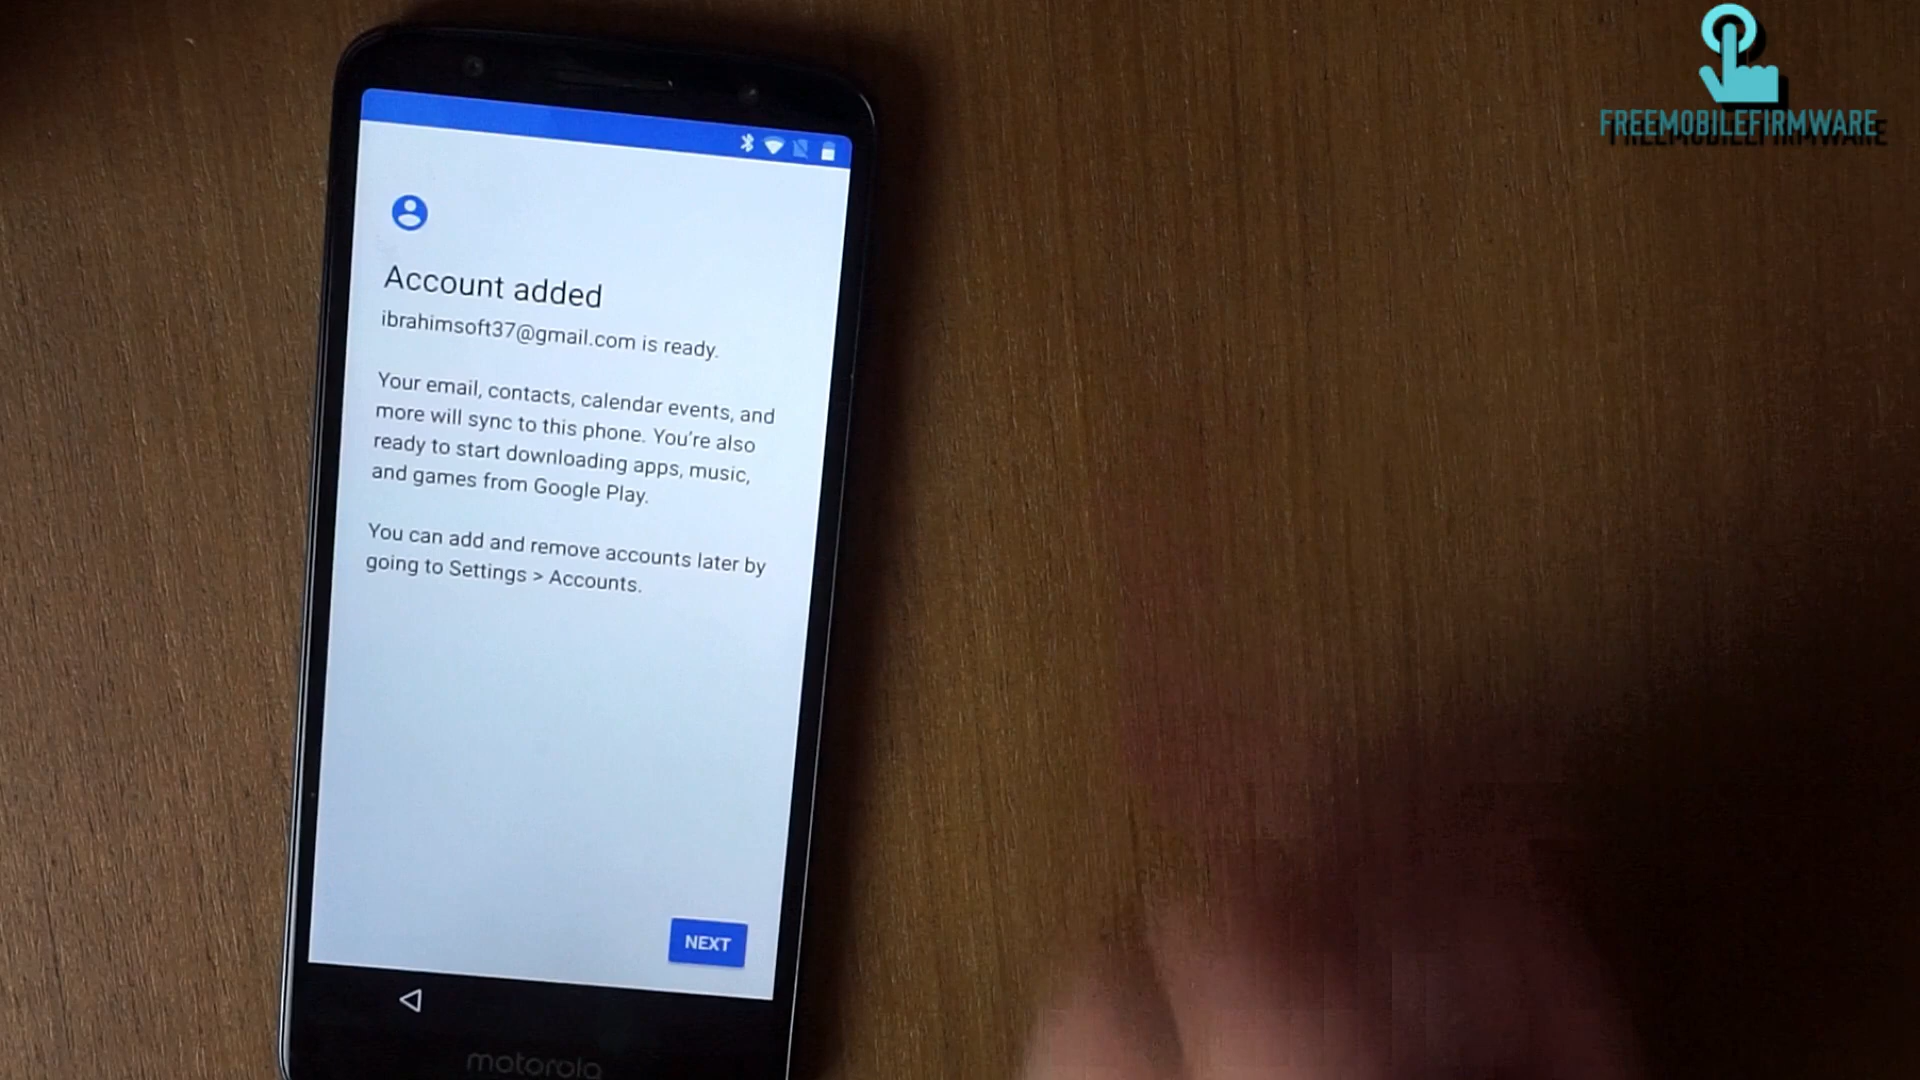 FREEMOBILEFIRMWARE
Account added
ibrahimsoft37@gmail.com is ready.
Your email, contacts, calendar events, and
more will sync to this phone. You're also
ready to start downloading apps, music,
and games from Google Play.
You can add and remove accounts later by
going to Settings > Accounts.
NEXT
motorola